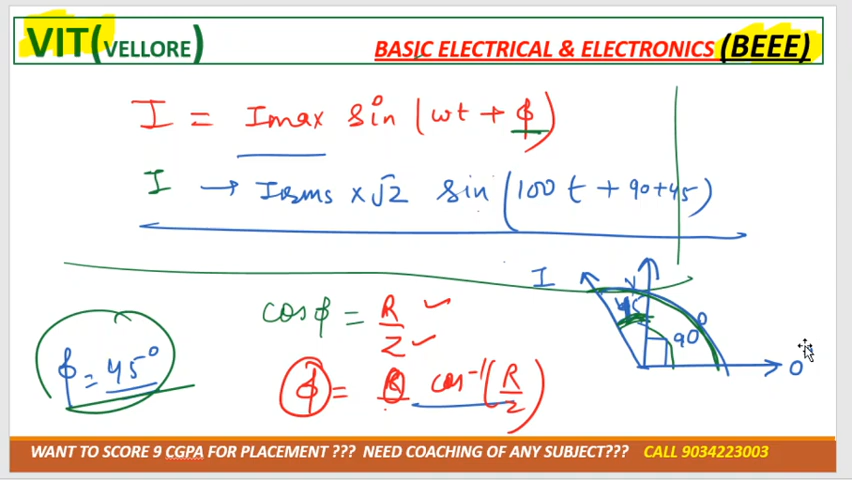 VIT(VELLORE)
BASIC ELECTRICAL & ELECTRONICS (BEEE)
I = Imax sin (ωt + ϕ)
I → Irms × √2 sin (100 t + 90+45)
I
V
45
90°
0°
cosϕ = R/Z
ϕ = 45°
ϕ = cos⁻¹(R/Z)
WANT TO SCORE 9 CGPA FOR PLACEMENT ??? NEED COACHING OF ANY SUBJECT??? CALL 9034223003